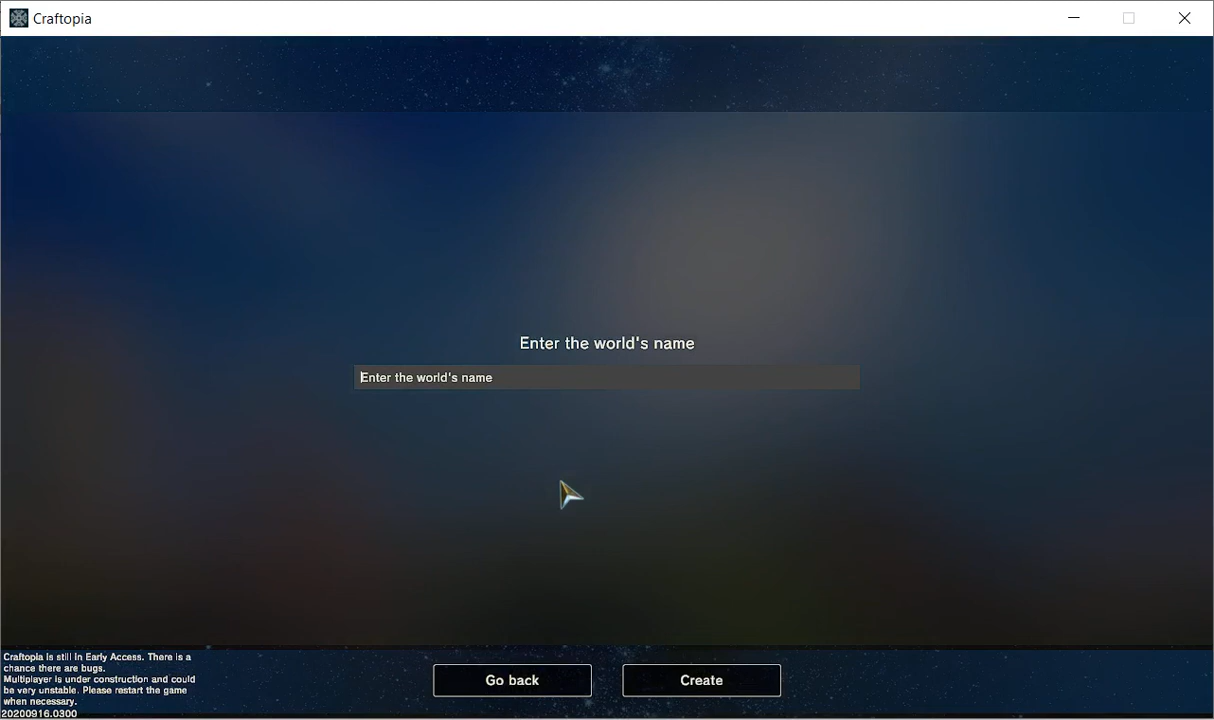 Craftopia
Enter the world's name
Enter the world's name
Go back
Create
Craftopia is still in Early Access. There is a
chance there are bugs.
Multiplayer is under construction and could
be very unstable. Please restart the game
when necessary.
20200916.0300